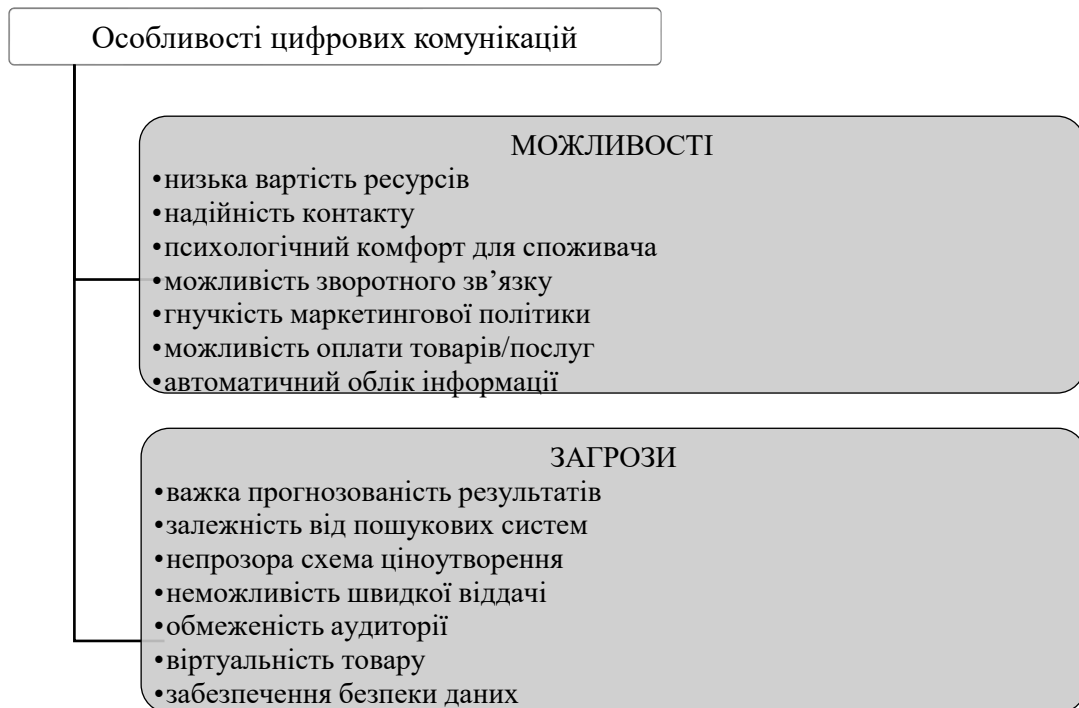 Особливості цифрових комунікацій
МОЖЛИВОСТІ
•низька вартість ресурсів
•надійність контакту
•психологічний комфорт для споживача
•можливість зворотного зв’язку
•гнучкість маркетингової політики
•можливість оплати товарів/послуг
•автоматичний облік інформації
ЗАГРОЗИ
•важка прогнозованість результатів
•залежність від пошукових систем
•непрозора схема ціноутворення
•неможливість швидкої віддачі
•обмеженість аудиторії
•віртуальність товару
•забезпечення безпеки даних